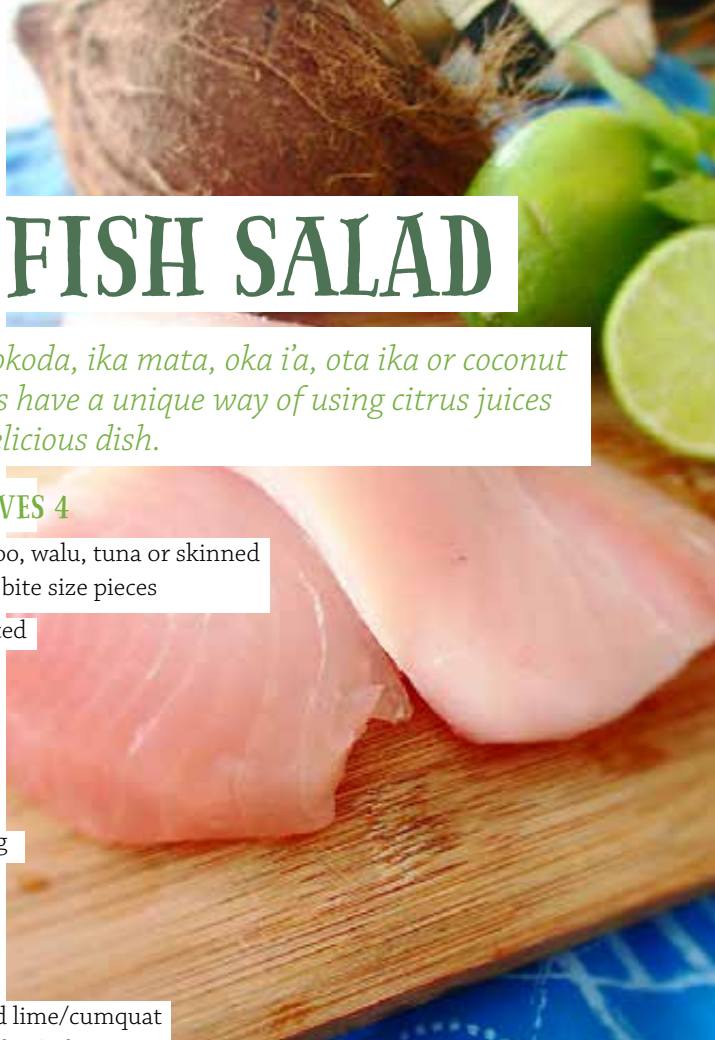 FISH SALAD
okoda, ika mata, oka i’a, ota ika or coconut
s have a unique way of using citrus juices
elicious dish.
VES 4
oo, walu, tuna or skinned
bite size pieces
ted
g
d lime/cumquat